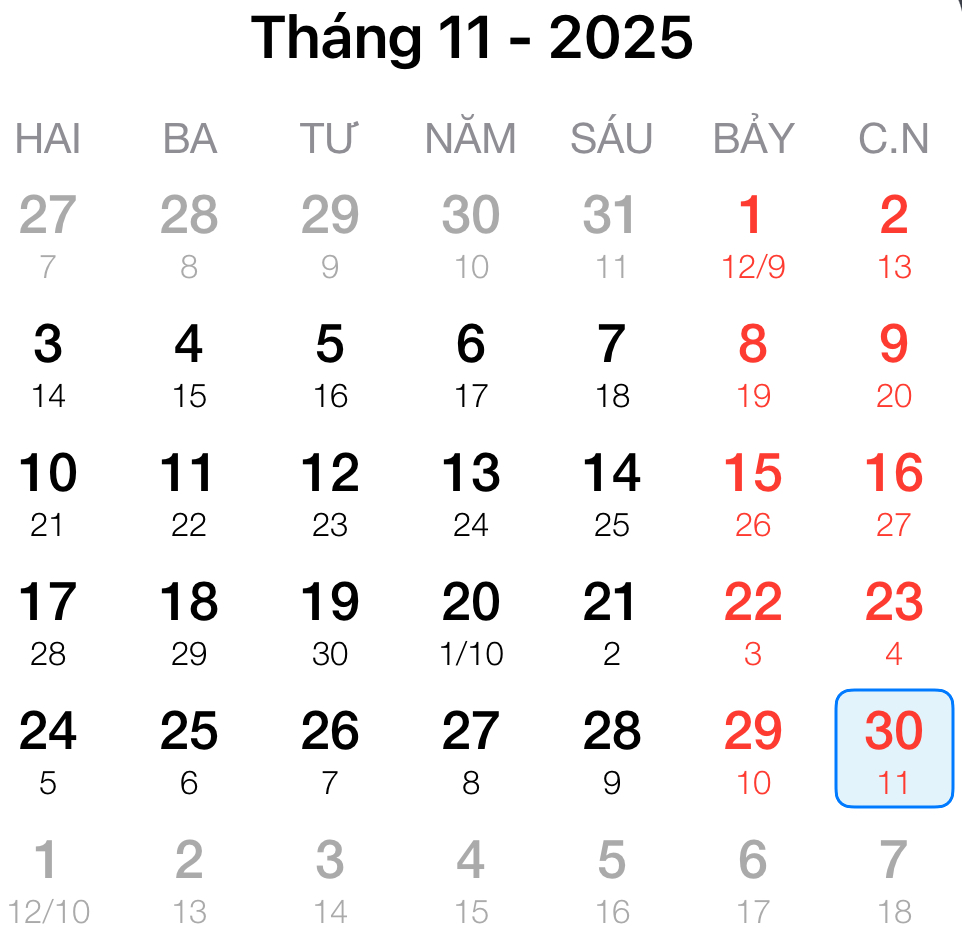 Tháng 11 - 2025
HAI BA TƯ NĂM SÁU BẢY C.N
27 28 29 30 31 1 2
7 8 9 10 11 12/9 13
3 4 5 6 7 8 9
14 15 16 17 18 19 20
10 11 12 13 14 15 16
21 22 23 24 25 26 27
17 18 19 20 21 22 23
28 29 30 1/10 2 3 4
24 25 26 27 28 29 30
5 6 7 8 9 10 11
1 2 3 4 5 6 7
12/10 13 14 15 16 17 18